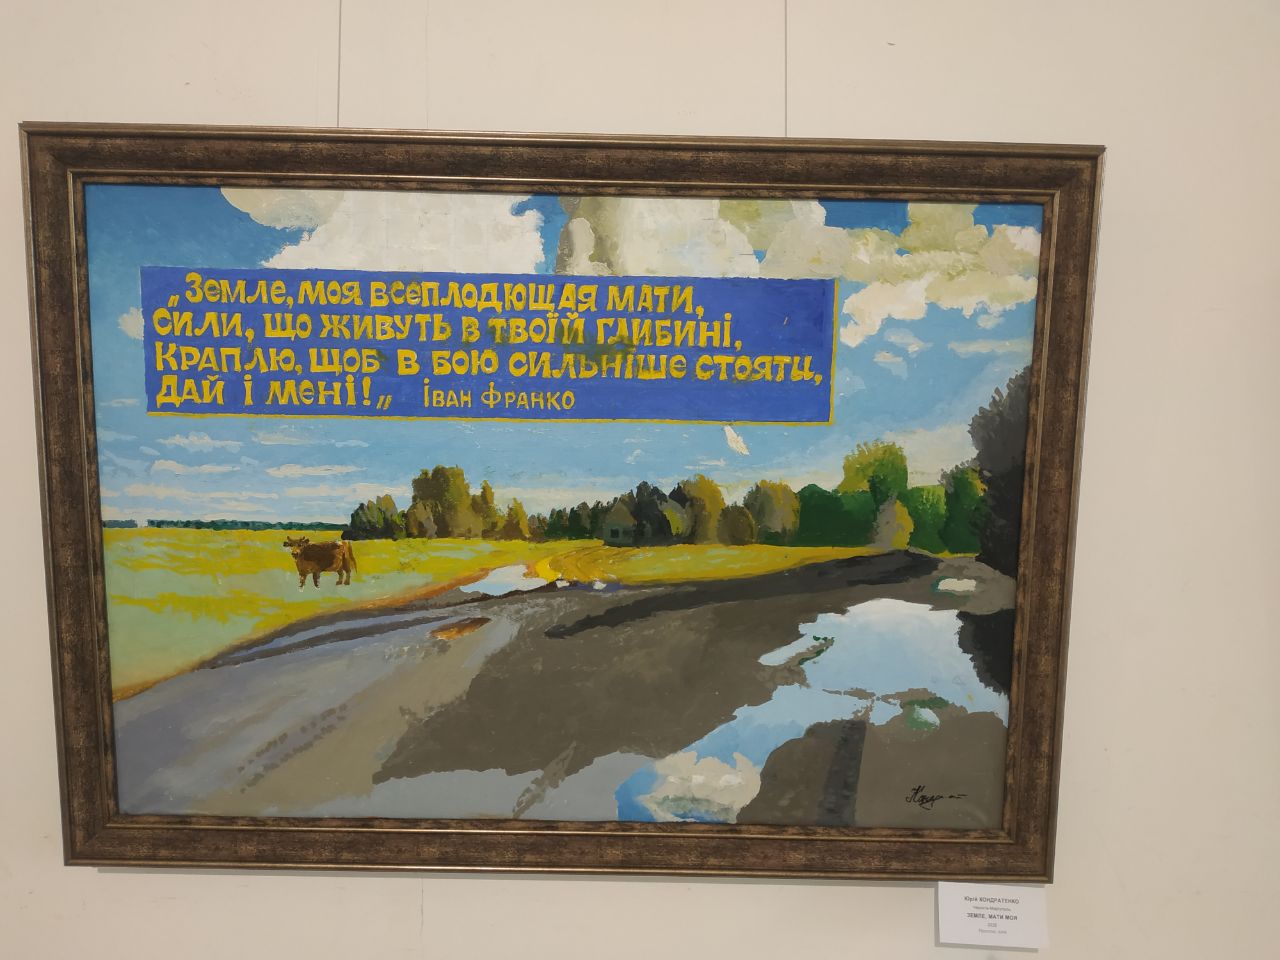 „Земле, моя всеплодющая мати,
сили, що живуть в твоїй глибині,
краплю, щоб в бою сильніше стояти,
дай і мені!„ Іван Франко
Юрій КОНДРАТЕНКО
ЗЕМЛЕ, МАТИ МОЯ